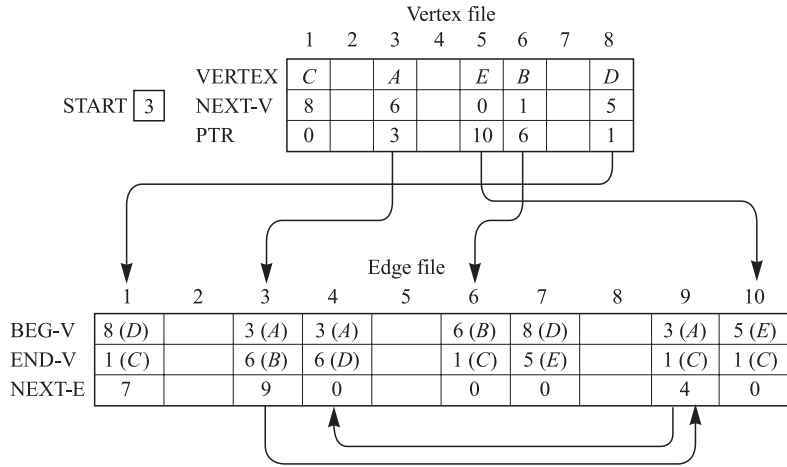 Vertex file
1 2 3 4 5 6 7 8
VERTEX C A E B D
START 3 NEXT-V 8 6 0 1 5
PTR 0 3 10 6 1
Edge file
1 2 3 4 5 6 7 8 9 10
BEG-V 8 (D) 3 (A) 3 (A) 6 (B) 8 (D) 3 (A) 5 (E)
END-V 1 (C) 6 (B) 6 (D) 1 (C) 5 (E) 1 (C) 1 (C)
NEXT-E 7 9 0 0 0 4 0